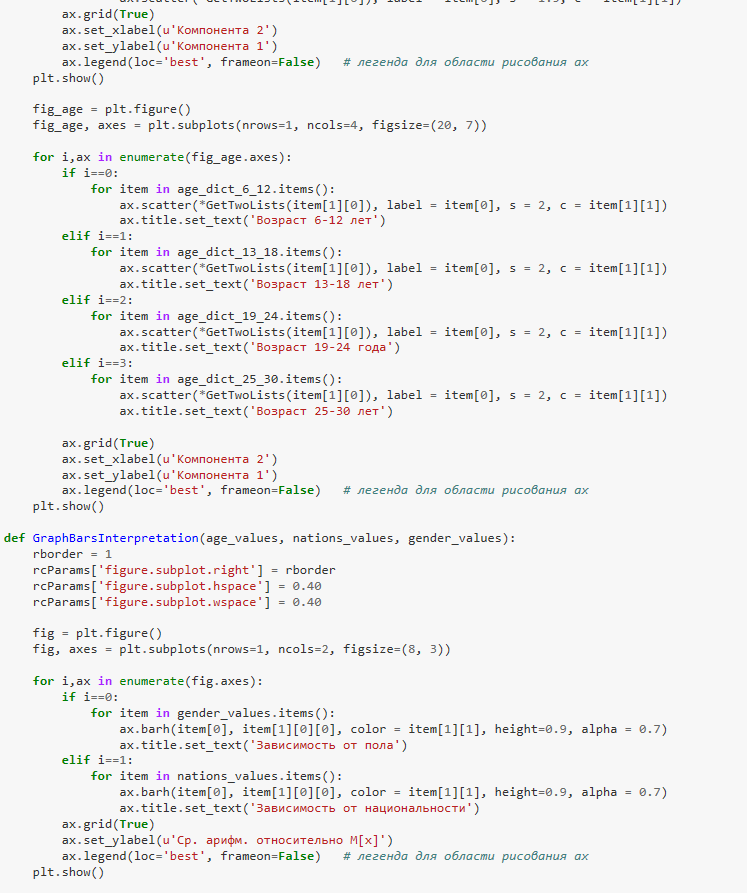 ax.grid(True)
ax.set_xlabel(u'Компонента 2')
ax.set_ylabel(u'Компонента 1')
ax.legend(loc='best', frameon=False)   # легенда для области рисования ax
plt.show()
fig_age = plt.figure()
fig_age, axes = plt.subplots(nrows=1, ncols=4, figsize=(20, 7))
for i,ax in enumerate(fig_age.axes):
if i==0:
for item in age_dict_6_12.items():
ax.scatter(*GetTwoLists(item[1][0]), label = item[0], s = 2, c = item[1][1])
ax.title.set_text('Возраст 6-12 лет')
elif i==1:
for item in age_dict_13_18.items():
ax.scatter(*GetTwoLists(item[1][0]), label = item[0], s = 2, c = item[1][1])
ax.title.set_text('Возраст 13-18 лет')
elif i==2:
for item in age_dict_19_24.items():
ax.scatter(*GetTwoLists(item[1][0]), label = item[0], s = 2, c = item[1][1])
ax.title.set_text('Возраст 19-24 года')
elif i==3:
for item in age_dict_25_30.items():
ax.scatter(*GetTwoLists(item[1][0]), label = item[0], s = 2, c = item[1][1])
ax.title.set_text('Возраст 25-30 лет')
ax.grid(True)
ax.set_xlabel(u'Компонента 2')
ax.set_ylabel(u'Компонента 1')
ax.legend(loc='best', frameon=False)   # легенда для области рисования ax
plt.show()
def GraphBarsInterpretation(age_values, nations_values, gender_values):
rborder = 1
rcParams['figure.subplot.right'] = rborder
rcParams['figure.subplot.hspace'] = 0.40
rcParams['figure.subplot.wspace'] = 0.40
fig = plt.figure()
fig, axes = plt.subplots(nrows=1, ncols=2, figsize=(8, 3))
for i,ax in enumerate(fig.axes):
if i==0:
for item in gender_values.items():
ax.barh(item[0], item[1][0][0], color = item[1][1], height=0.9, alpha = 0.7)
ax.title.set_text('Зависимость от пола')
elif i==1:
for item in nations_values.items():
ax.barh(item[0], item[1][0][0], color = item[1][1], height=0.9, alpha = 0.7)
ax.title.set_text('Зависимость от национальности')
ax.grid(True)
ax.set_ylabel(u'Ср. арифм. относительно M[x]')
ax.legend(loc='best', frameon=False)   # легенда для области рисования ax
plt.show()